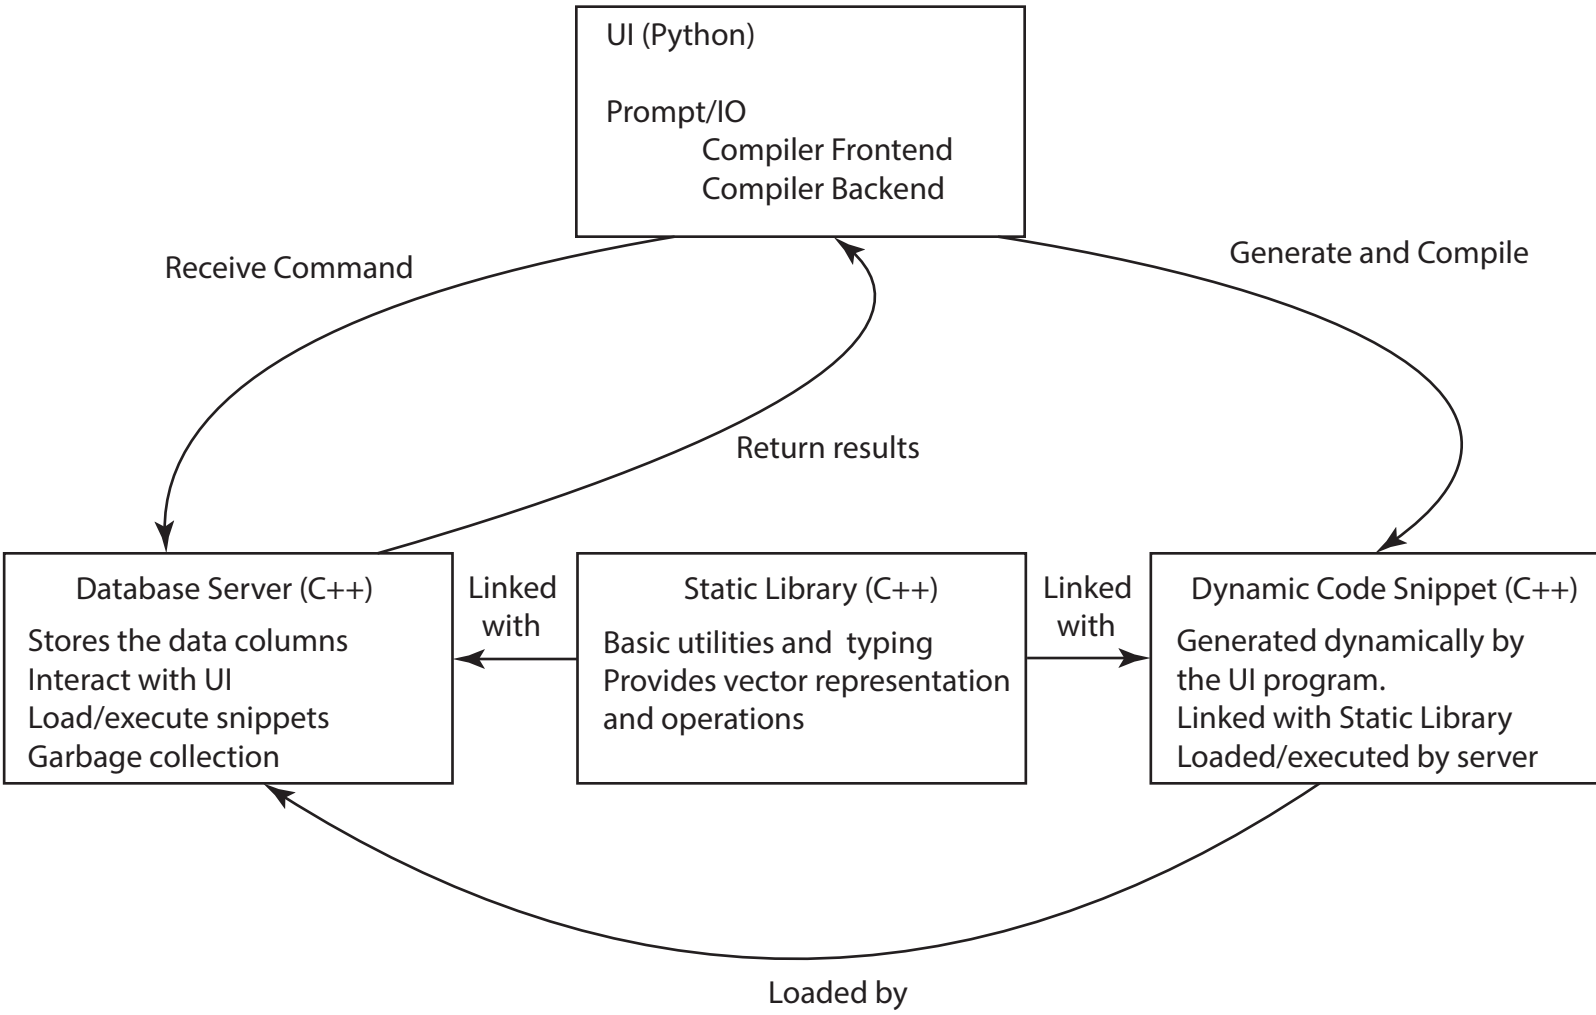 UI (Python)
Prompt/IO
Compiler Frontend
Compiler Backend
Receive Command
Generate and Compile
Return results
Database Server (C++)
Stores the data columns
Interact with UI
Load/execute snippets
Garbage collection
Linked
with
Static Library (C++)
Basic utilities and typing
Provides vector representation
and operations
Linked
with
Dynamic Code Snippet (C++)
Generated dynamically by
the UI program.
Linked with Static Library
Loaded/executed by server
Loaded by